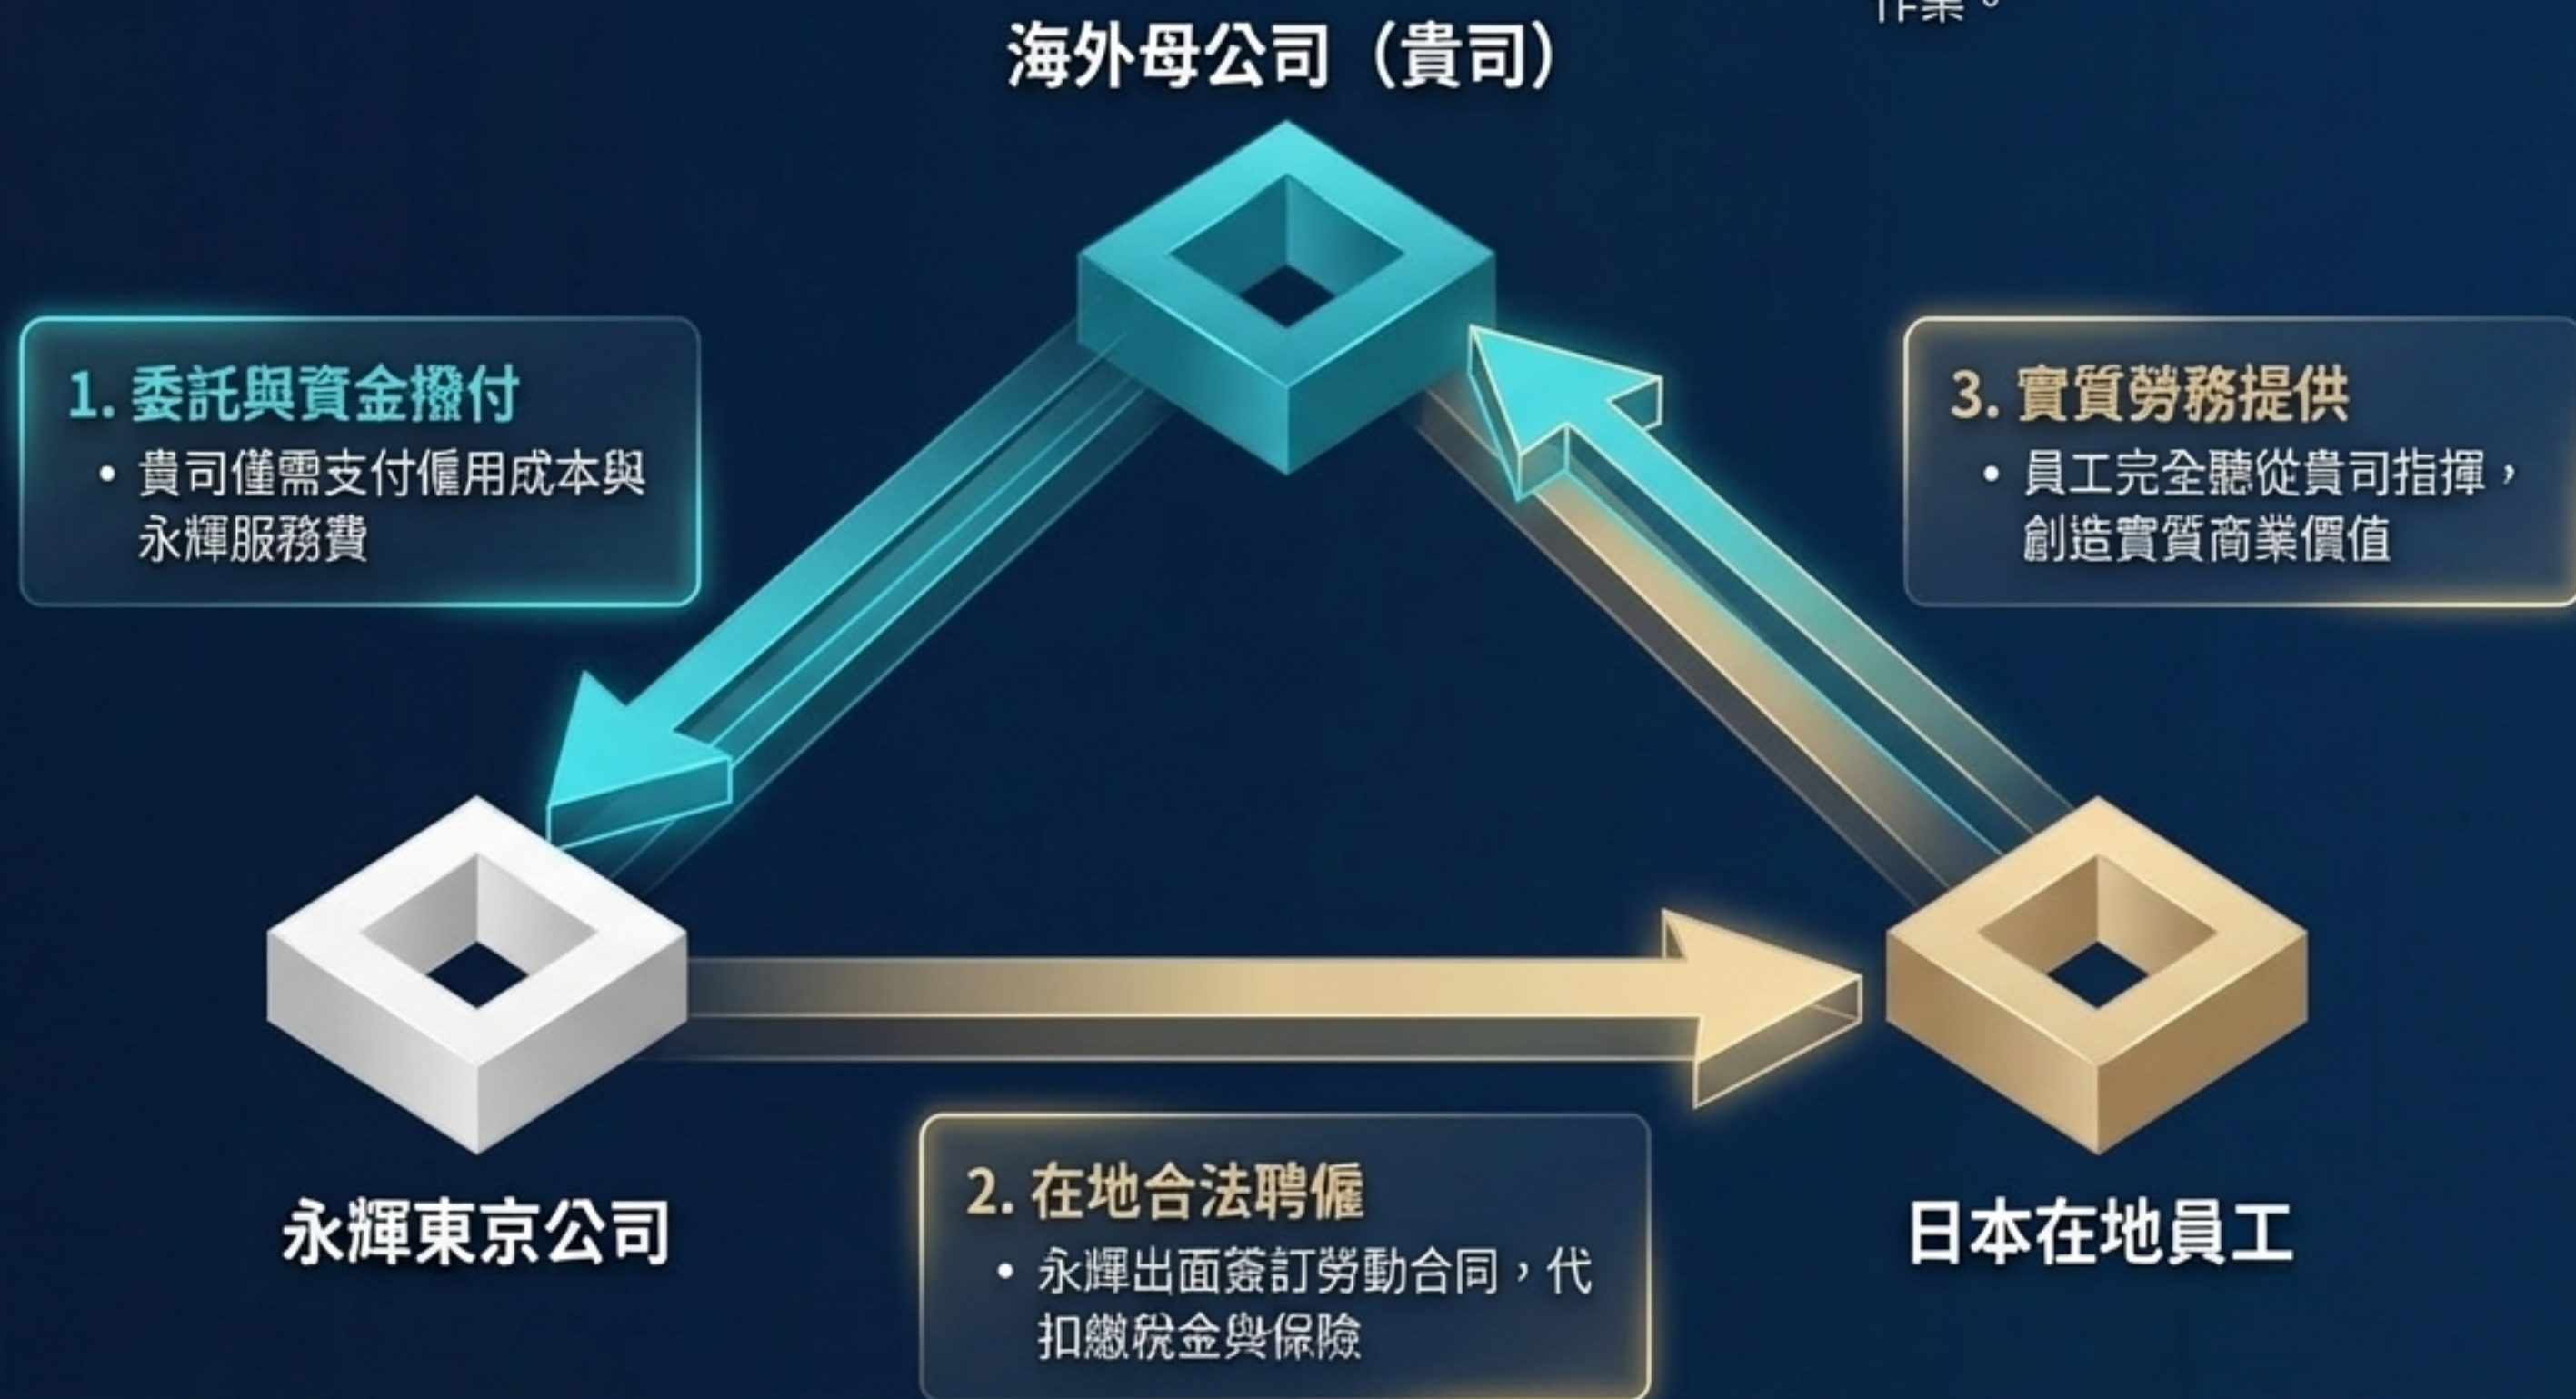 作業。
海外母公司（貴司）
1. 委託與資金撥付
• 貴司僅需支付僱用成本與
永輝服務費
3. 實質勞務提供
• 員工完全聽從貴司指揮，
創造實質商業價值
永輝東京公司
2. 在地合法聘僱
• 永輝出面簽訂勞動合同，代
扣繳稅金與保險
日本在地員工